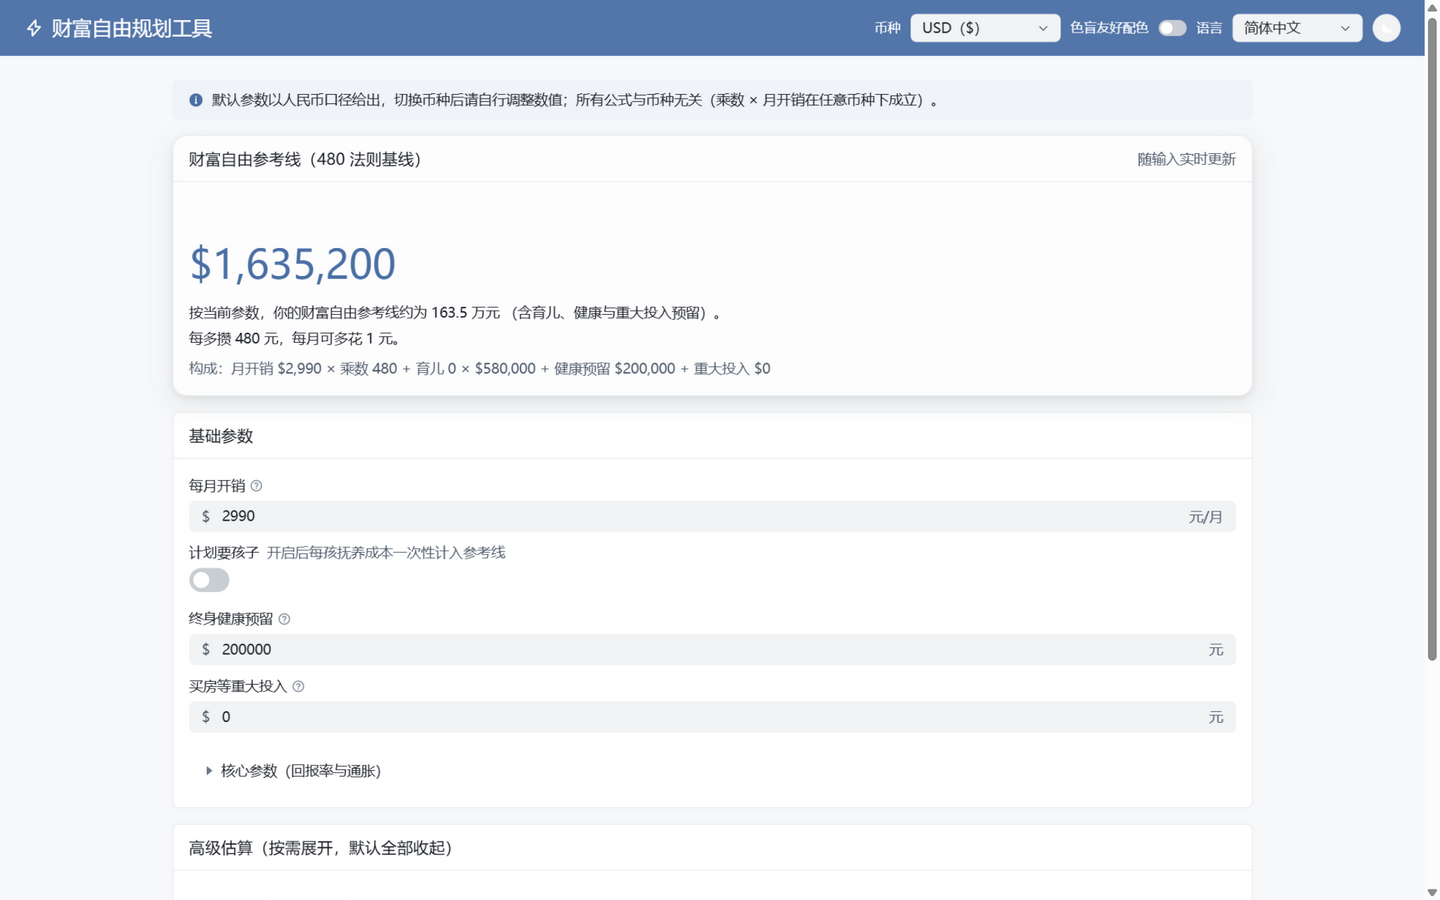 财富自由规划工具
币种 USD ($) 色盲友好配色 语言 简体中文
默认参数以人民币口径给出，切换币种后请自行调整数值；所有公式与币种无关（乘数 × 月开销在任意币种下成立）。
财富自由参考线（480 法则基线） 随输入实时更新
$1,635,200
按当前参数，你的财富自由参考线约为 163.5 万元 （含育儿、健康与重大投入预留）。
每多攒 480 元，每月可多花 1 元。
构成：月开销 $2,990 × 乘数 480 + 育儿 0 × $580,000 + 健康预留 $200,000 + 重大投入 $0
基础参数
每月开销
$ 2990 元/月
计划要孩子 开启后每孩抚养成本一次性计入参考线
终身健康预留
$ 200000 元
买房等重大投入
$ 0 元
核心参数（回报率与通胀）
高级估算（按需展开，默认全部收起）